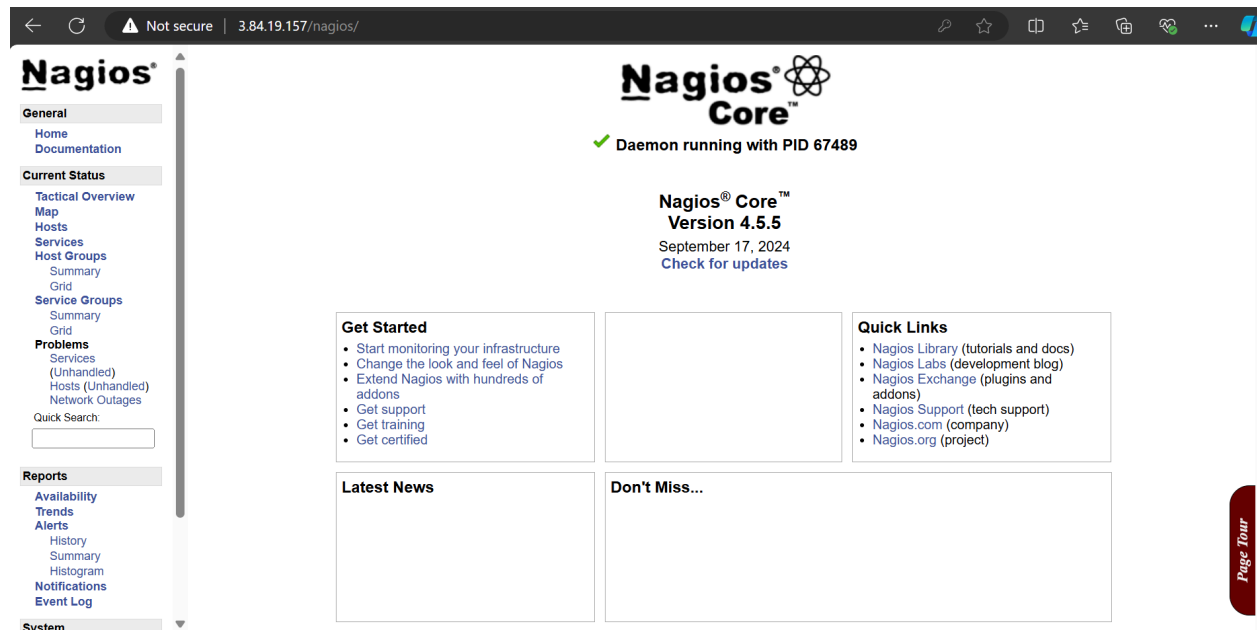 Not secure | 3.84.19.157/nagios/
Nagios®
General
Home
Documentation
Current Status
Tactical Overview
Map
Hosts
Services
Host Groups
Summary
Grid
Service Groups
Summary
Grid
Problems
Services
(Unhandled)
Hosts (Unhandled)
Network Outages
Quick Search:
Reports
Availability
Trends
Alerts
History
Summary
Histogram
Notifications
Event Log
System
Nagios®
Core™
Daemon running with PID 67489
Nagios® Core™
Version 4.5.5
September 17, 2024
Check for updates
Get Started
• Start monitoring your infrastructure
• Change the look and feel of Nagios
• Extend Nagios with hundreds of
addons
• Get support
• Get training
• Get certified
Quick Links
• Nagios Library (tutorials and docs)
• Nagios Labs (development blog)
• Nagios Exchange (plugins and
addons)
• Nagios Support (tech support)
• Nagios.com (company)
• Nagios.org (project)
Latest News
Don't Miss...
Page Tour